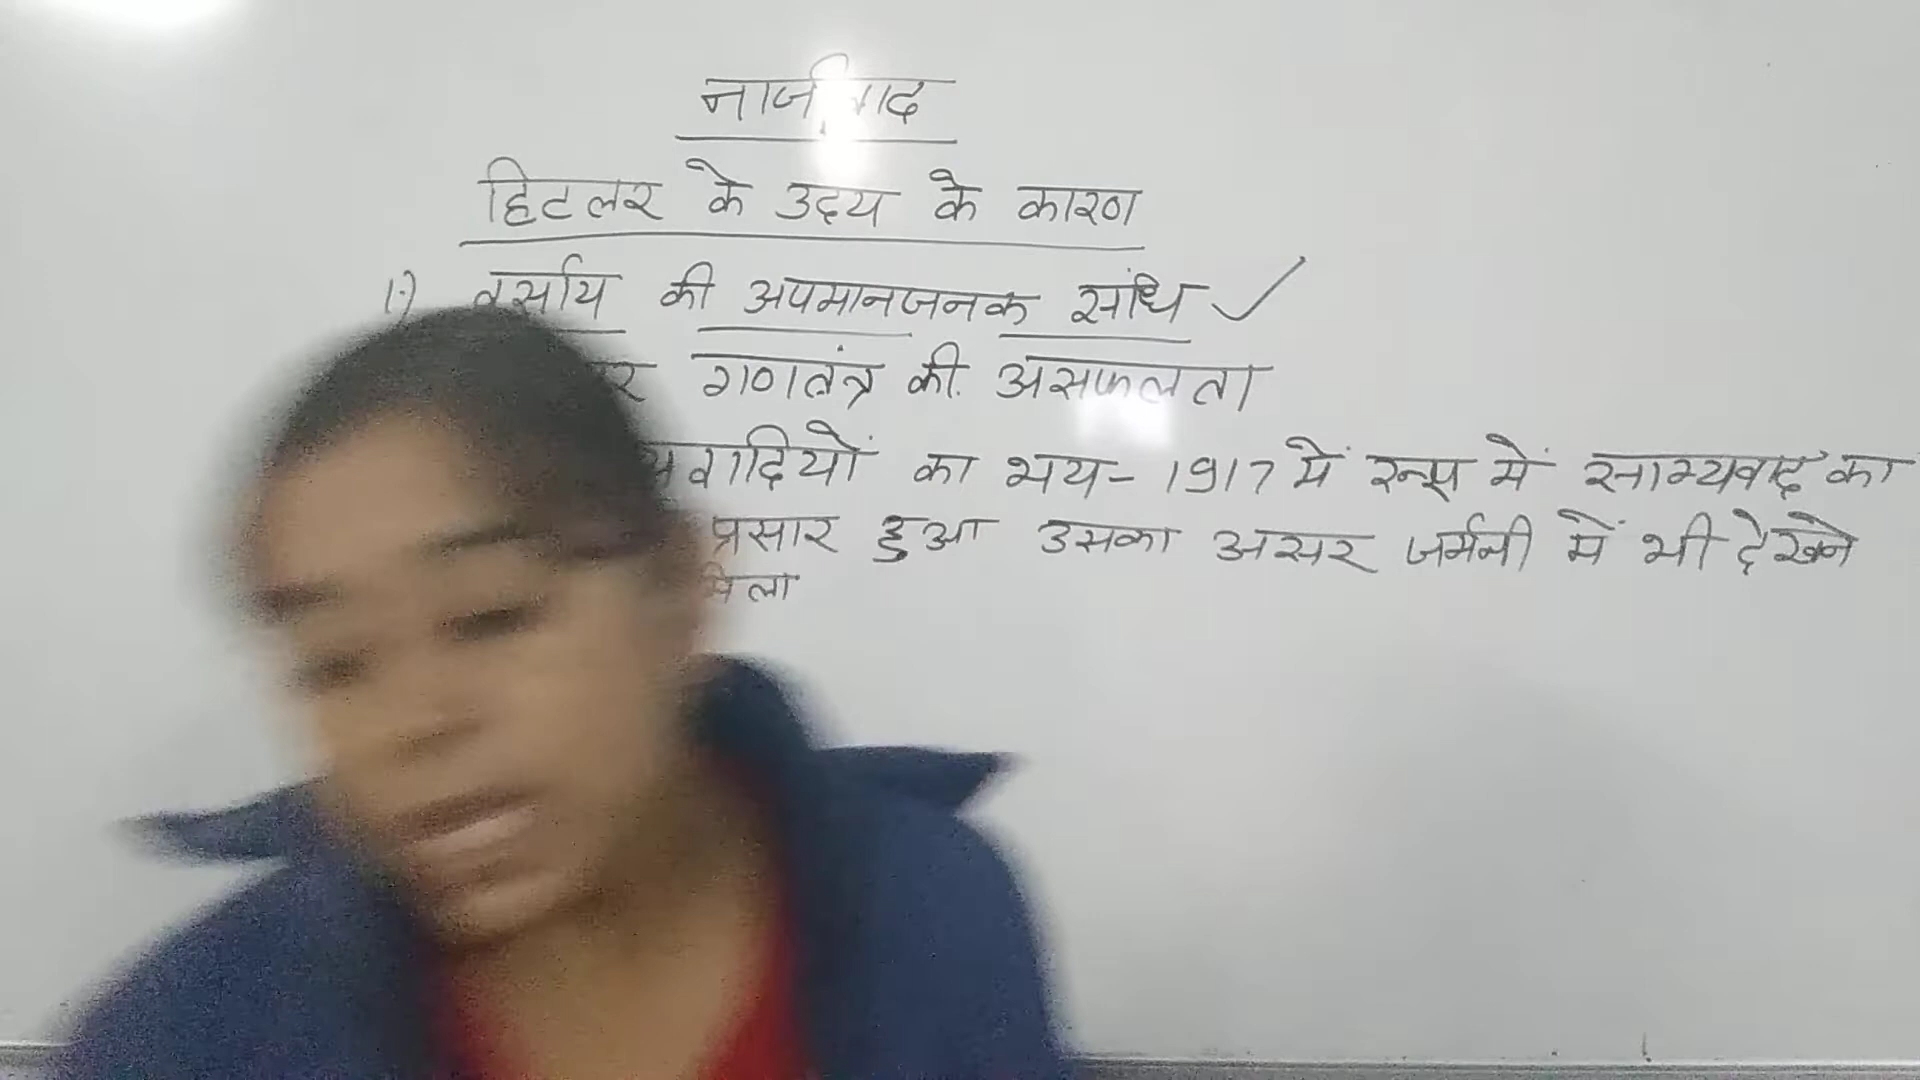 नाजीवाद
हिटलर के उदय के कारण
1.) वर्साय की अपमानजनक संधि ✓
गणतंत्र की असफलता
का भय - 1917 में रूस में साम्यवाद का
प्रसार हुआ उसका असर जर्मनी में भी देखने
मिला